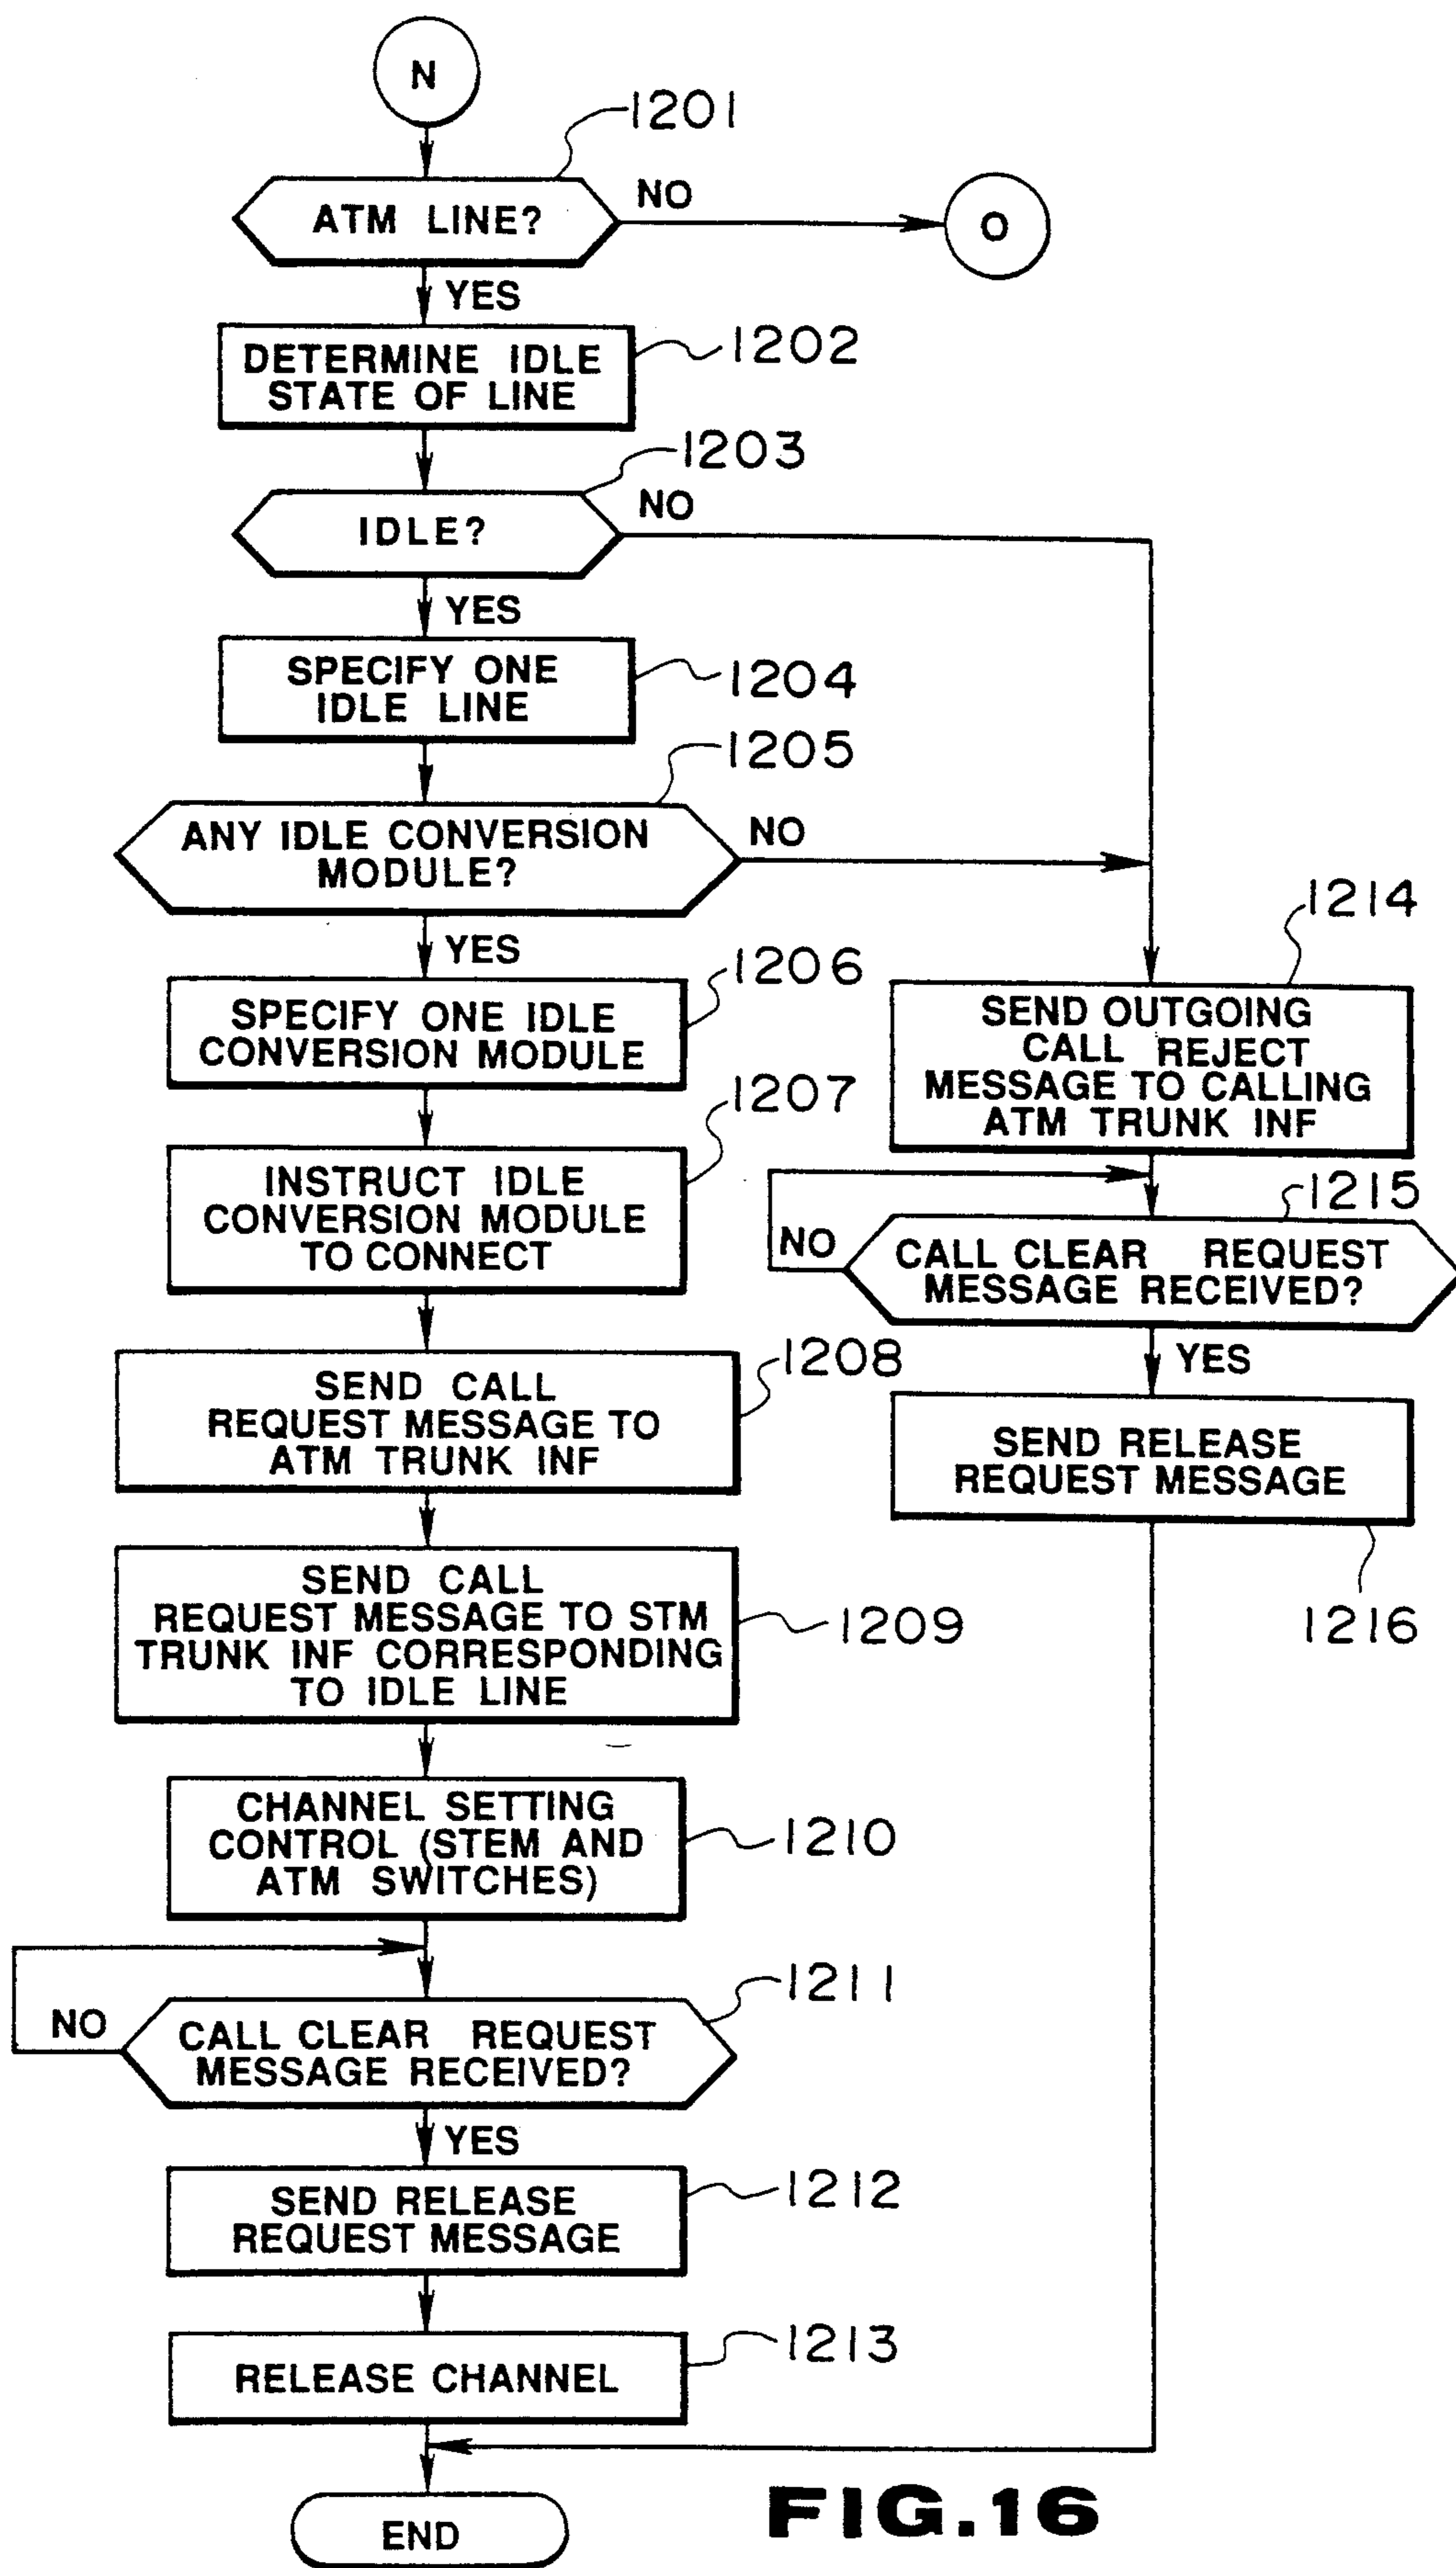 N
1201
ATM LINE?
NO
O
YES
DETERMINE IDLE
STATE OF LINE
1202
1203
IDLE?
NO
YES
SPECIFY ONE
IDLE LINE
1204
1205
ANY IDLE CONVERSION
MODULE?
NO
YES
1206
SPECIFY ONE IDLE
CONVERSION MODULE
1207
INSTRUCT IDLE
CONVERSION MODULE
TO CONNECT
1208
SEND CALL
REQUEST MESSAGE TO
ATM TRUNK INF
SEND CALL
REQUEST MESSAGE TO STM
TRUNK INF CORRESPONDING
TO IDLE LINE
1209
CHANNEL SETTING
CONTROL (STEM AND
ATM SWITCHES)
1210
1211
NO
CALL CLEAR REQUEST
MESSAGE RECEIVED?
YES
SEND RELEASE
REQUEST MESSAGE
1212
RELEASE CHANNEL
1213
END
1214
SEND OUTGOING
CALL REJECT
MESSAGE TO CALLING
ATM TRUNK INF
1215
NO
CALL CLEAR REQUEST
MESSAGE RECEIVED?
YES
SEND RELEASE
REQUEST MESSAGE
1216
FIG.16